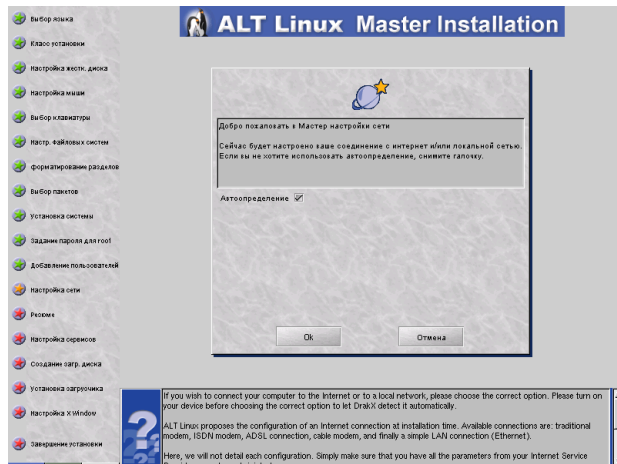 ALT Linux Master Installation
Выбор языка
Класс установки
Настройка жестк. диска
Настройка мыши
Выбор клавиатуры
Настр. Файловых систем
форматирование разделов
Выбор пакетов
Установка системы
Задание пароля для root
Добавление пользователей
Настройка сети
Резюме
Настройка сервисов
Создание загр. диска
Установка загрузчика
Настройка X Window
Завершение установки
Добро пожаловать в Мастер настройки сети
Сейчас будет настроено ваше соединение с интернет и/или локальной сетью.
Если вы не хотите использовать автоопределение, снимите галочку.
Автоопределение
Ok
Отмена
If you wish to connect your computer to the Internet or to a local network, please choose the correct option. Please turn on
your device before choosing the correct option to let DrakX detect it automatically.
ALT Linux proposes the configuration of an Internet connection at installation time. Available connections are: traditional
modem, ISDN modem, ADSL connection, cable modem, and finally a simple LAN connection (Ethernet).
Here, we will not detail each configuration. Simply make sure that you have all the parameters from your Internet Service